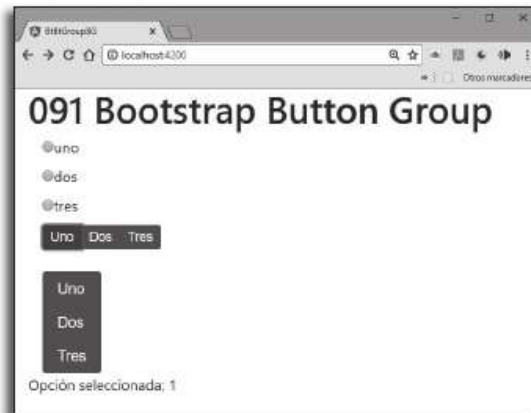 localhost:4200
Otros marcadores
091 Bootstrap Button Group
uno
dos
tres
Uno Dos Tres
Uno
Dos
Tres
Opción seleccionada: 1